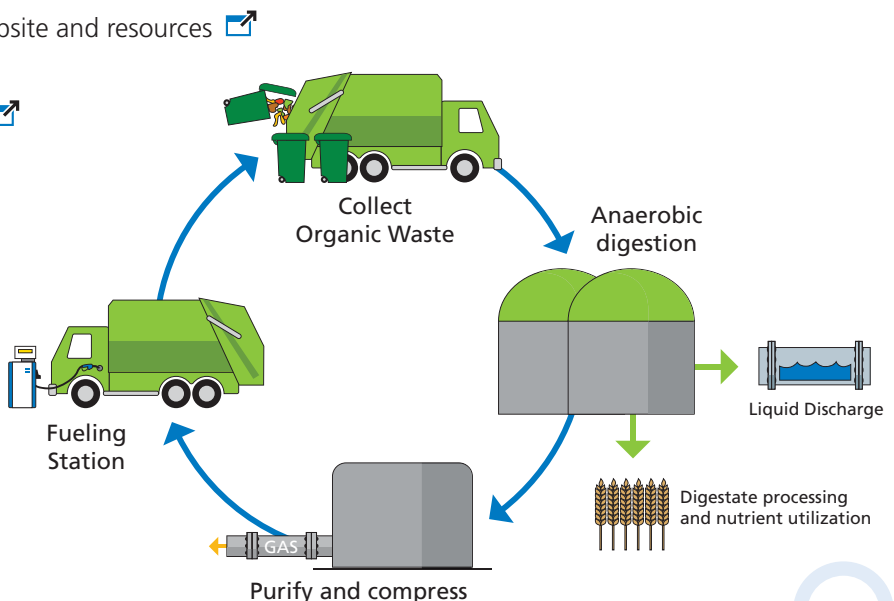 and resources
Collect
Organic Waste
Anaerobic
digestion
Liquid Discharge
Fueling
Station
Digestate processing
and nutrient utilization
GAS
Purify and compress